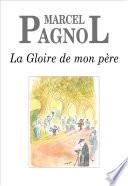 MARCEL
PAGNOL
La Gloire de mon père